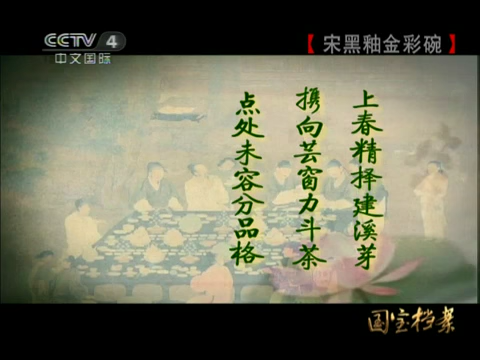 CCTV 4
中文国际
【宋黑釉金彩碗】
上春精择建溪芽
携向芸窗力斗茶
点处未容分品格
国宝档案